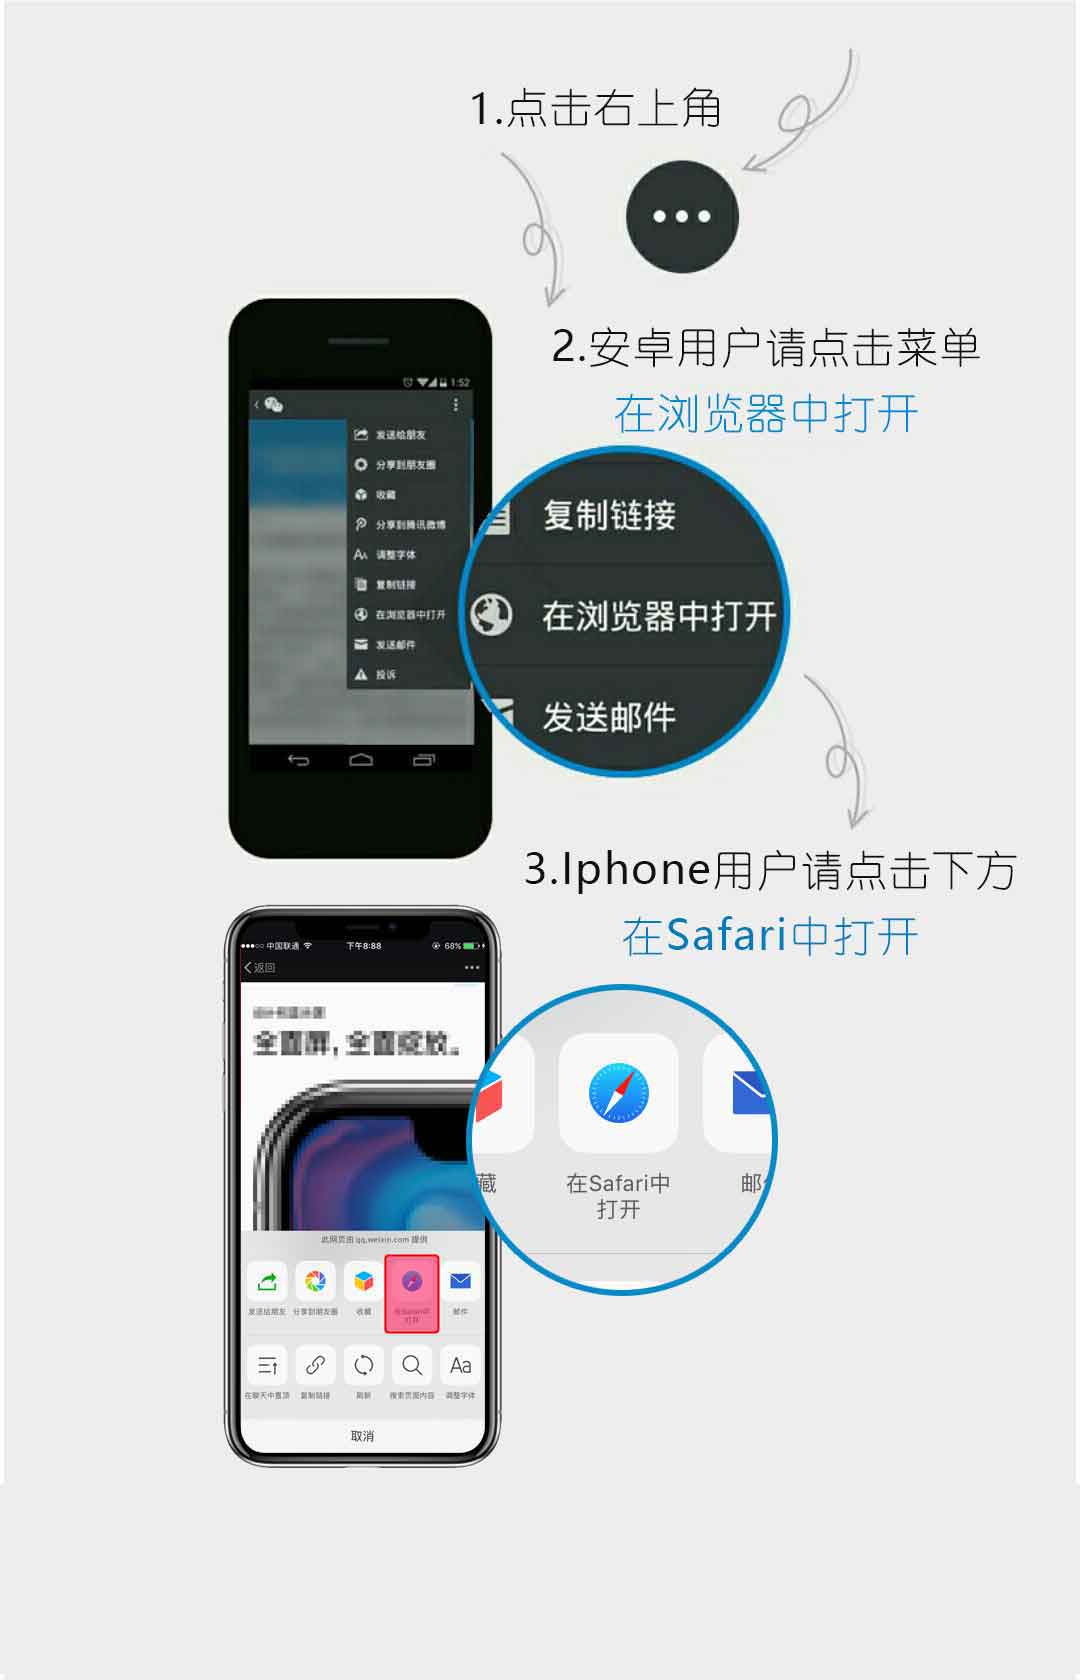 1.点击右上角
2.安卓用户请点击菜单
在浏览器中打开
1:52
发送给朋友
分享到朋友圈
收藏
分享到腾讯微博
调整字体
复制链接
在浏览器中打开
发送邮件
投诉
复制链接
在浏览器中打开
发送邮件
3.Iphone用户请点击下方
在Safari中打开
中国联通 下午8:88 68%
返回
全面屏，全面绽放。
此网页由 qq.weixin.com 提供
发送给朋友 分享到朋友圈 收藏 在Safari中 邮件
打开
在聊天中置顶 复制链接 刷新 搜索页面内容 调整字体
Aa
取消
藏 在Safari中 邮
打开